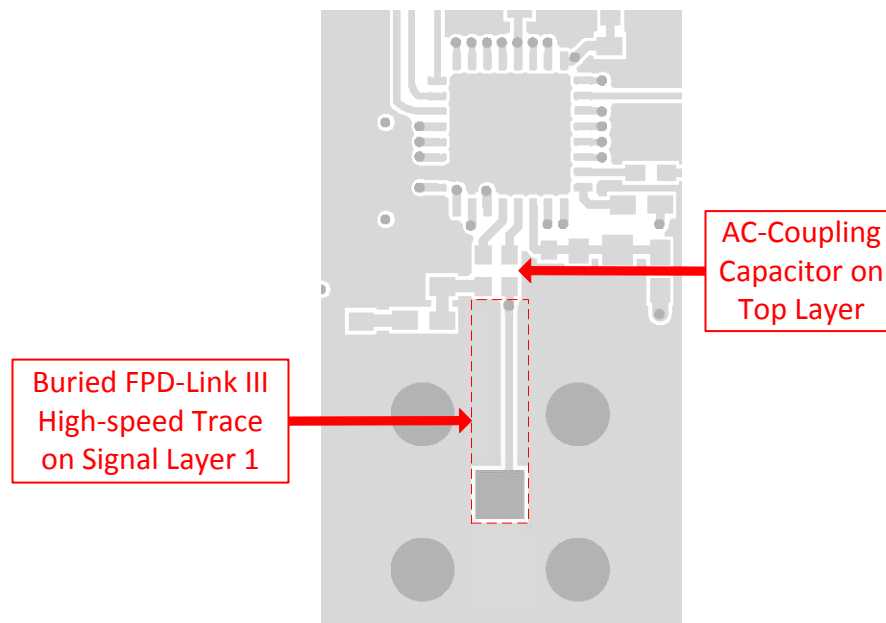 AC-Coupling
Capacitor on
Top Layer
Buried FPD-Link III
High-speed Trace
on Signal Layer 1